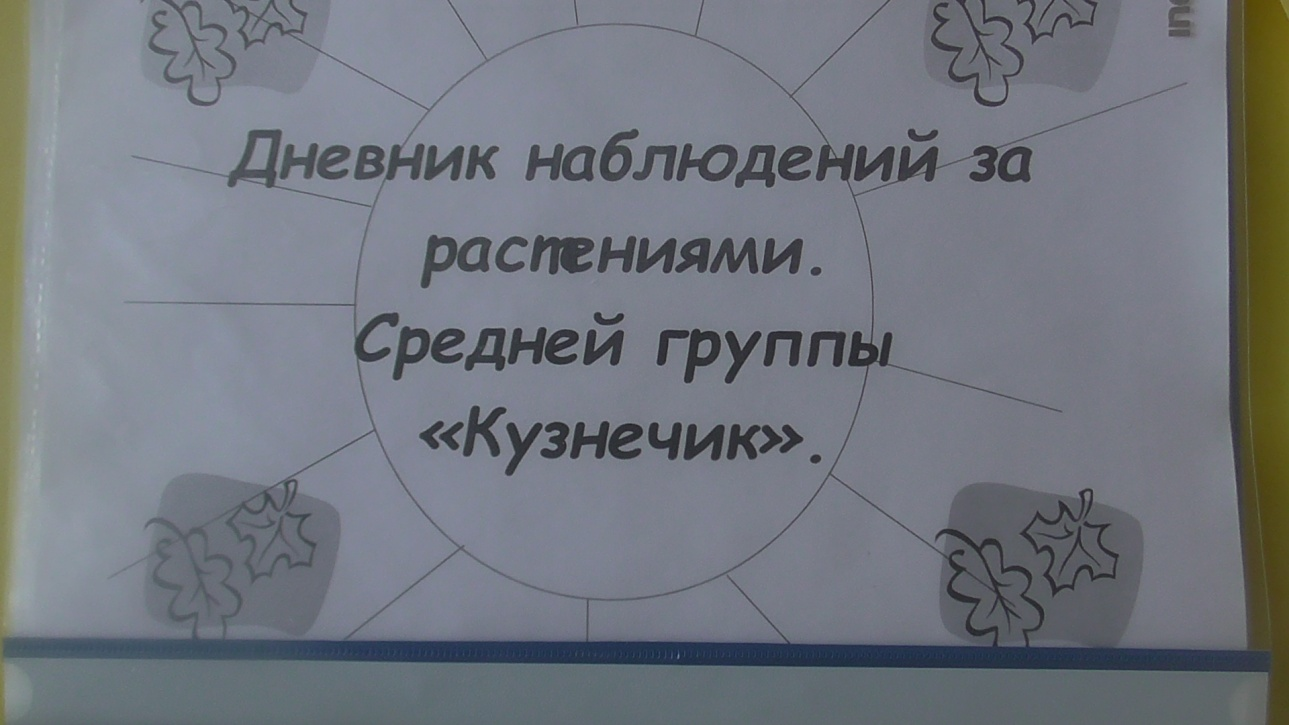 Дневник наблюдений за
растениями.
Средней группы
«Кузнечик».